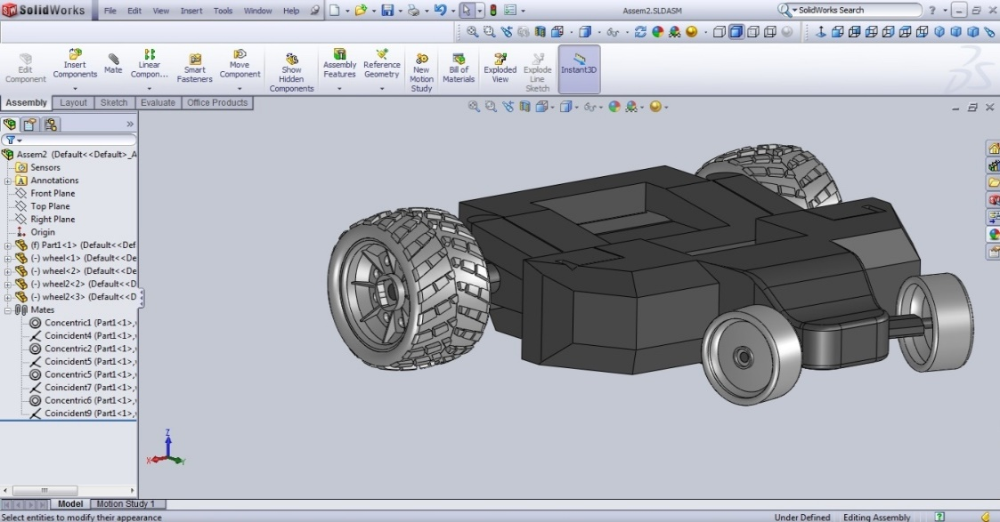 SolidWorks File Edit View Insert Tools Window Help Assem2.SLDASM SolidWorks Search ?
Edit Component
Insert Components
Mate
Linear Compon...
Smart Fasteners
Move Component
Show Hidden Components
Assembly Features
Reference Geometry
New Motion Study
Bill of Materials
Exploded View
Explode Line Sketch
Instant3D
Assembly Layout Sketch Evaluate Office Products
Assem2 (Default<<Default>_A
Sensors
A Annotations
Front Plane
Top Plane
Right Plane
Origin
(f) Part1<1> (Default<<Def
(-) wheel<1> (Default<<De
(-) wheel<2> (Default<<De
(-) wheel2<2> (Default<<D
(-) wheel2<3> (Default<<D
Mates
Concentric1 (Part1<1>,
Coincident4 (Part1<1>,
Concentric2 (Part1<1>,
Coincident5 (Part1<1>,
Concentric5 (Part1<1>,
Coincident7 (Part1<1>,
Concentric6 (Part1<1>,
Coincident9 (Part1<1>,
Z
X Y
Model Motion Study 1
Select entities to modify their appearance Under Defined Editing Assembly ?